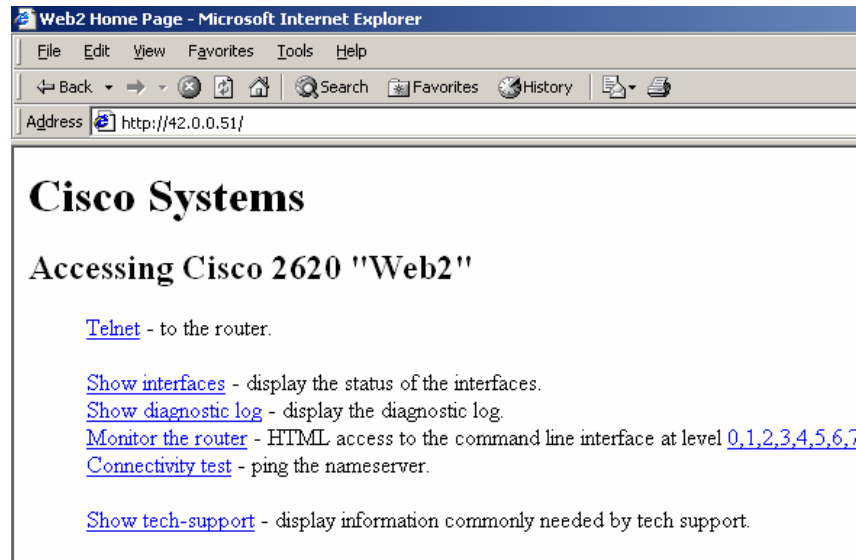 Web2 Home Page - Microsoft Internet Explorer
File Edit View Favorites Tools Help
Back Search Favorites History
Address http://42.0.0.51/
Cisco Systems
Accessing Cisco 2620 "Web2"
Telnet - to the router.
Show interfaces - display the status of the interfaces.
Show diagnostic log - display the diagnostic log.
Monitor the router - HTML access to the command line interface at level 0,1,2,3,4,5,6,7
Connectivity test - ping the nameserver.
Show tech-support - display information commonly needed by tech support.